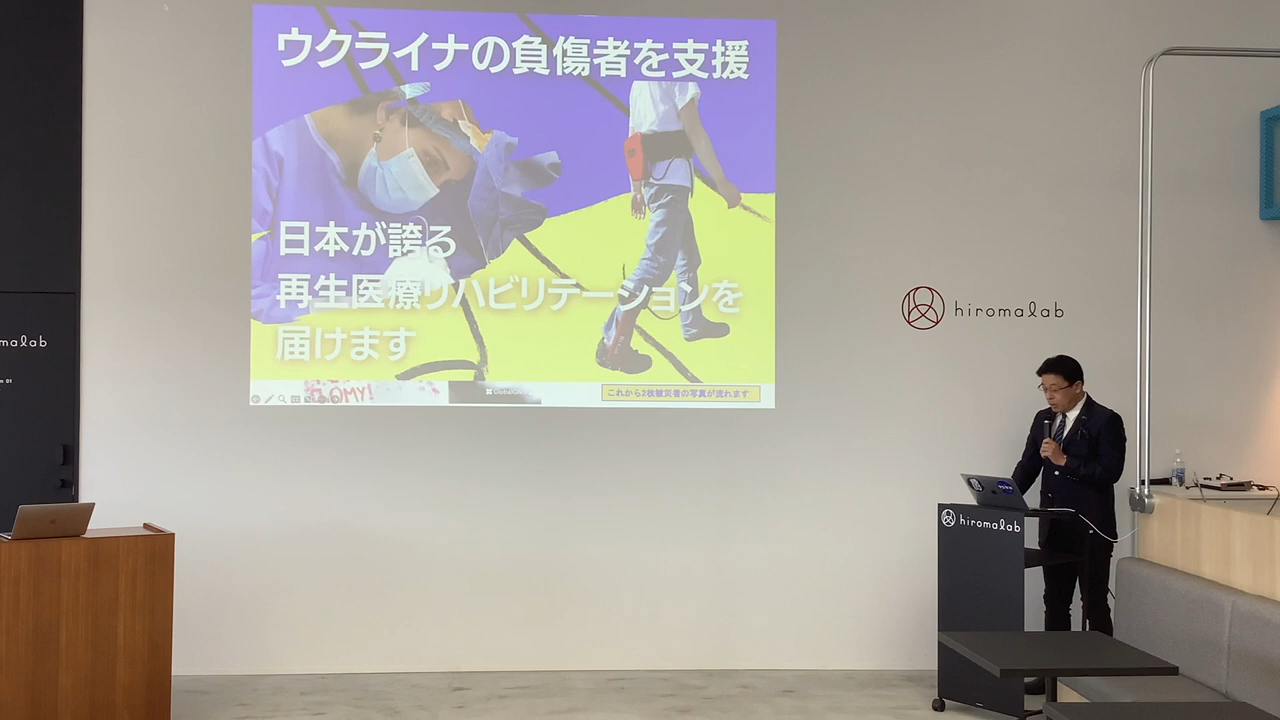 ウクライナの負傷者を支援
日本が誇る
再生医療リハビリテーションを
届けます
これから2枚被災者の写真が流れます
hiromalab
hiromalab
malab
01